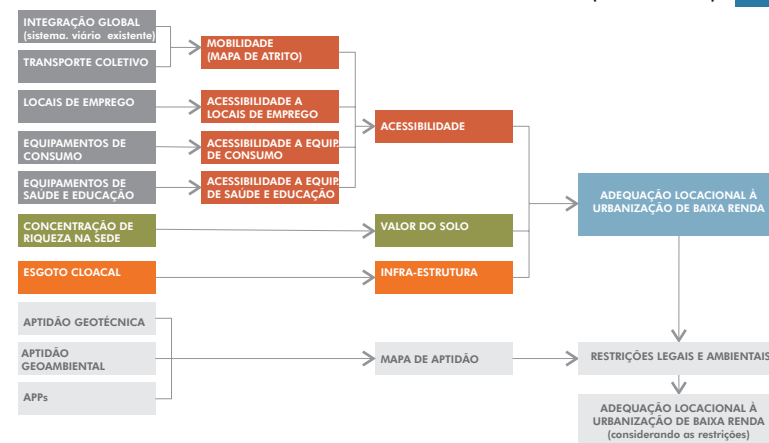 INTEGRAÇÃO GLOBAL
(sistema. viário existente)
TRANSPORTE COLETIVO
MOBILIDADE
(MAPA DE ATRITO)
LOCAIS DE EMPREGO
ACESSIBILIDADE A
LOCAIS DE EMPREGO
ACESSIBILIDADE
EQUIPAMENTOS DE
CONSUMO
ACESSIBILIDADE A EQUIP.
DE CONSUMO
EQUIPAMENTOS DE
SAÚDE E EDUCAÇÃO
ACESSIBILIDADE A EQUIP.
DE SAÚDE E EDUCAÇÃO
ADEQUAÇÃO LOCACIONAL À
URBANIZAÇÃO DE BAIXA RENDA
CONCENTRAÇÃO DE
RIQUEZA NA SEDE
VALOR DO SOLO
ESGOTO CLOACAL
INFRA-ESTRUTURA
APTIDÃO GEOTÉCNICA
APTIDÃO
GEOAMBIENTAL
APPs
MAPA DE APTIDÃO
RESTRIÇÕES LEGAIS E AMBIENTAIS
ADEQUAÇÃO LOCACIONAL À
URBANIZAÇÃO DE BAIXA RENDA
(considerando as restrições)